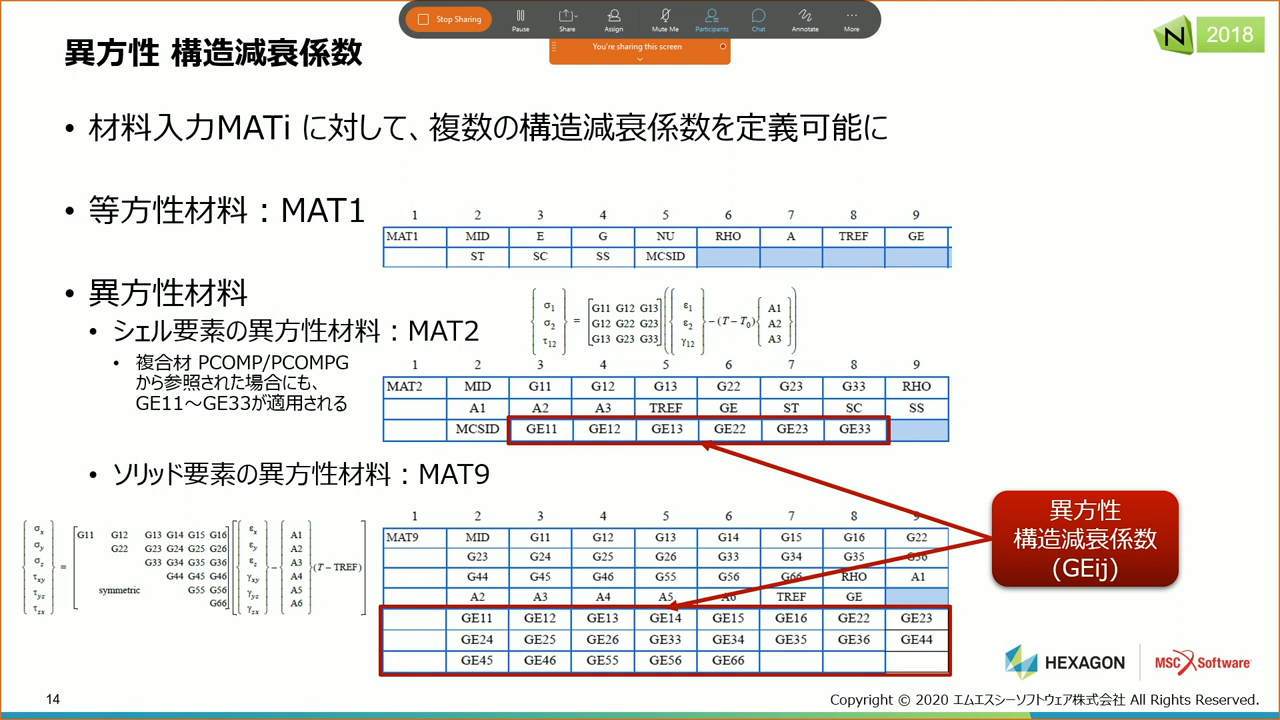 Stop Sharing
Pause
Share
Assign
Mute Me
Participants
Chat
Annotate
More
You're sharing this screen
異方性 構造減衰係数
N 2018
• 材料入力MATi に対して、複数の構造減衰係数を定義可能に
• 等方性材料：MAT1
1 2 3 4 5 6 7 8 9
MAT1 MID E G NU RHO A TREF GE
ST SC SS MCSID
• 異方性材料
• シェル要素の異方性材料：MAT2
• 複合材 PCOMP/PCOMPG
から参照された場合にも、
GE11～GE33が適用される
σ1 G11 G12 G13 ε1 A1
σ2 = G12 G22 G23 ε2 −(T−T0) A2
τ12 G13 G23 G33 γ12 A3
1 2 3 4 5 6 7 8 9
MAT2 MID G11 G12 G13 G22 G23 G33 RHO
A1 A2 A3 TREF GE ST SC SS
MCSID GE11 GE12 GE13 GE22 GE23 GE33
• ソリッド要素の異方性材料：MAT9
σx G11 G12 G13 G14 G15 G16 εx A1
σy G22 G23 G24 G25 G26 εy A2
σz = G33 G34 G35 G36 εz − A3 (T−TREF)
τxy G44 G45 G46 γxy A4
τyz symmetric G55 G56 γyz A5
τzx G66 γzx A6
1 2 3 4 5 6 7 8 9
MAT9 MID G11 G12 G13 G14 G15 G16 G22
G23 G24 G25 G26 G33 G34 G35 G36
G44 G45 G46 G55 G56 G66 RHO A1
A2 A3 A4 A5 A6 TREF GE
GE11 GE12 GE13 GE14 GE15 GE16 GE22 GE23
GE24 GE25 GE26 GE33 GE34 GE35 GE36 GE44
GE45 GE46 GE55 GE56 GE66
異方性
構造減衰係数
(GEij)
HEXAGON
MSC Software
14
Copyright © 2020 エムエスシーソフトウェア株式会社 All Rights Reserved.